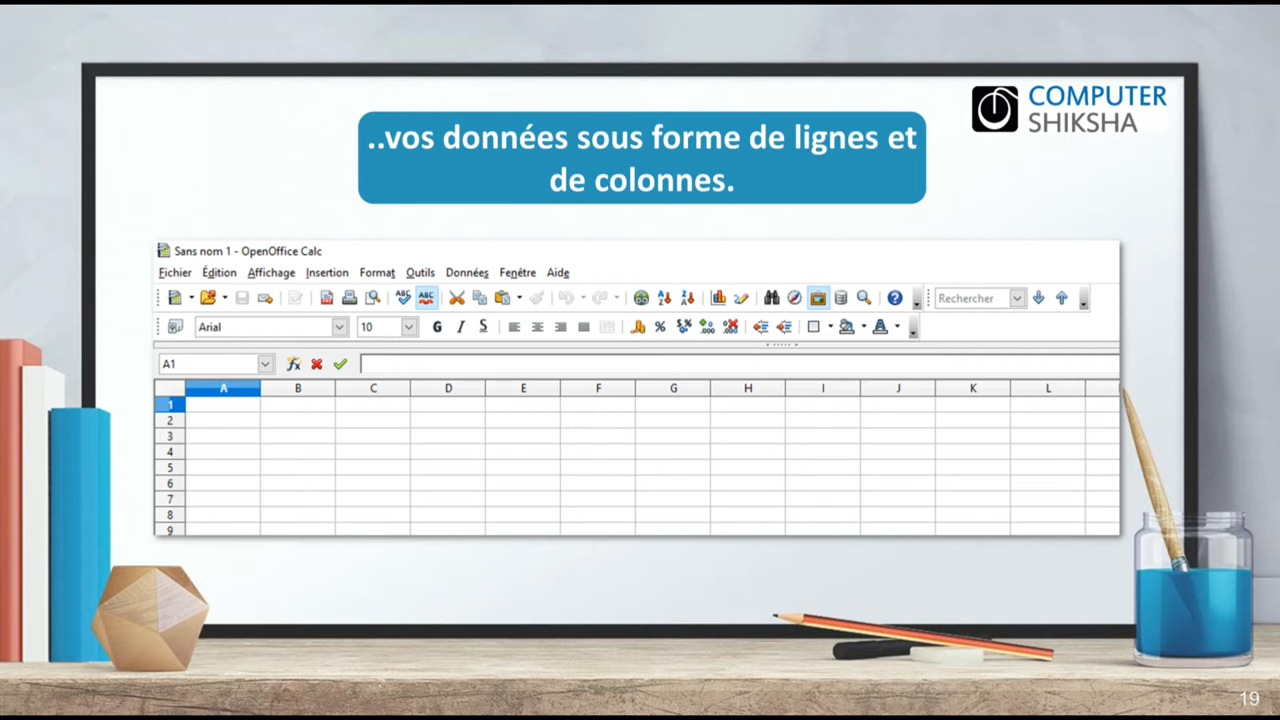 COMPUTER
SHIKSHA
..vos données sous forme de lignes et
de colonnes.
Sans nom 1 - OpenOffice Calc
Fichier Édition Affichage Insertion Format Outils Données Fenêtre Aide
ABC ABC Rechercher
Arial 10 G I S
A1
A B C D E F G H I J K L
1
2
3
4
5
6
7
8
9
19